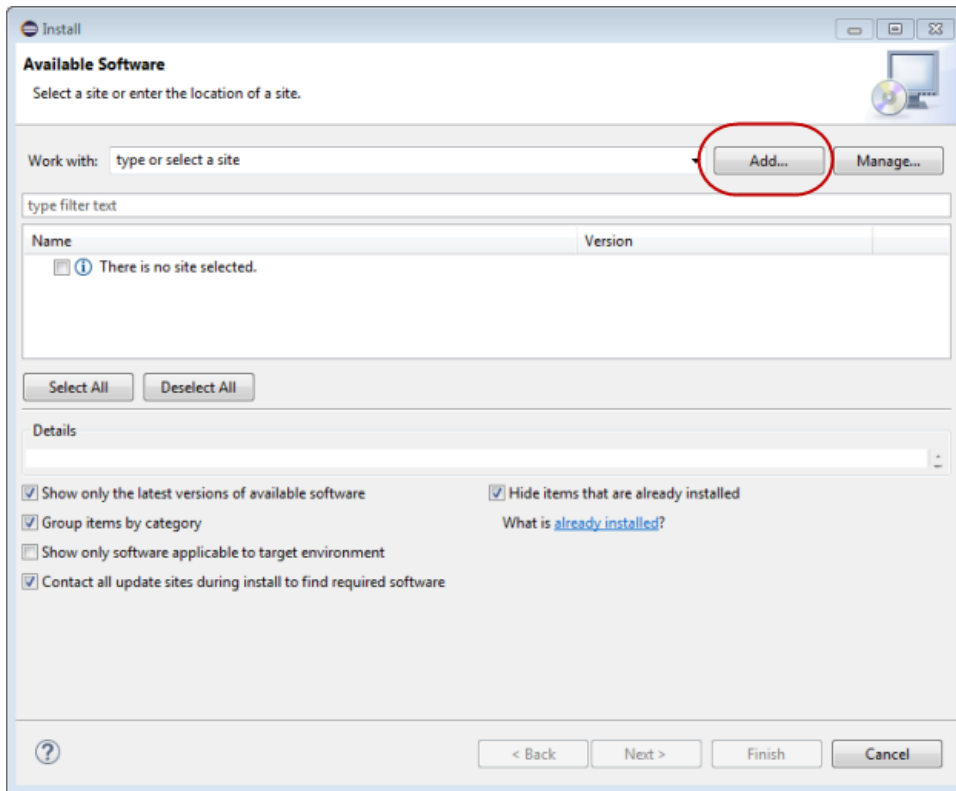 Install
Available Software
Select a site or enter the location of a site.
Work with: type or select a site Add... Manage...
type filter text
Name Version
There is no site selected.
Select All Deselect All
Details
Show only the latest versions of available software Hide items that are already installed
Group items by category What is already installed?
Show only software applicable to target environment
Contact all update sites during install to find required software
? < Back Next > Finish Cancel